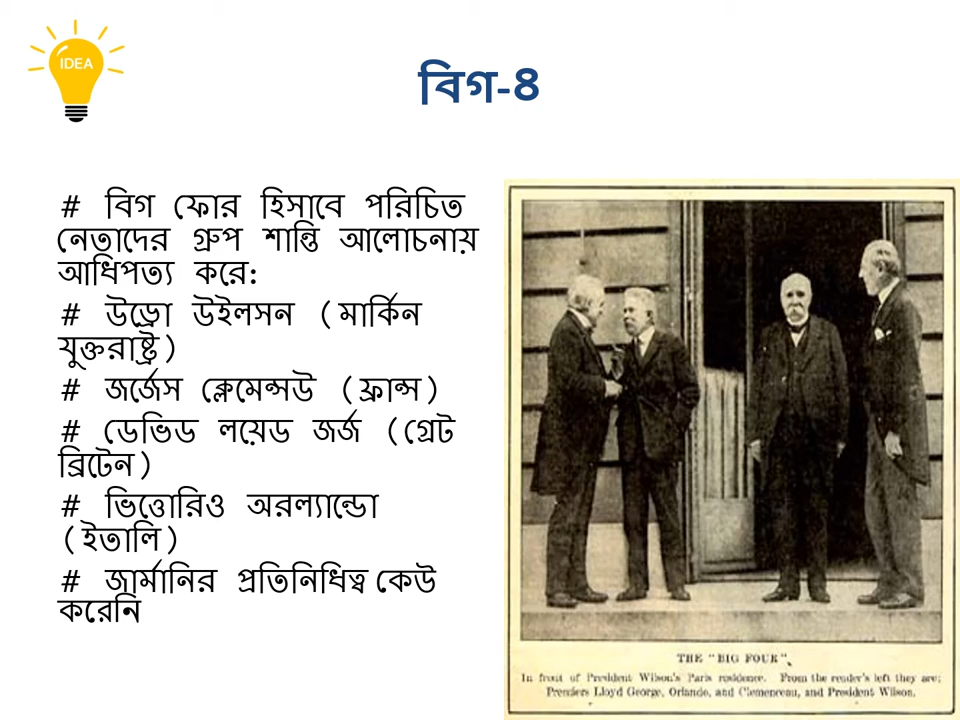 IDEA
বিগ-৪
# বিগ ফোর হিসাবে পরিচিত
নেতাদের গ্রুপ শান্তি আলোচনায়
আধিপত্য করে:
# উড্রো উইলসন (মার্কিন
যুক্তরাষ্ট্র)
# জর্জেস ক্লেমেন্সউ (ফ্রান্স)
# ডেভিড লয়েড জর্জ (গ্রেট
ব্রিটেন)
# ভিত্তোরিও অরল্যান্ডো
(ইতালি)
# জার্মানির প্রতিনিধিত্ব কেউ
করেনি
THE "BIG FOUR".
In front of President Wilson's Paris residence. From the reader's left they are;
Premiers Lloyd George, Orlando, and Clemenceau, and President Wilson.